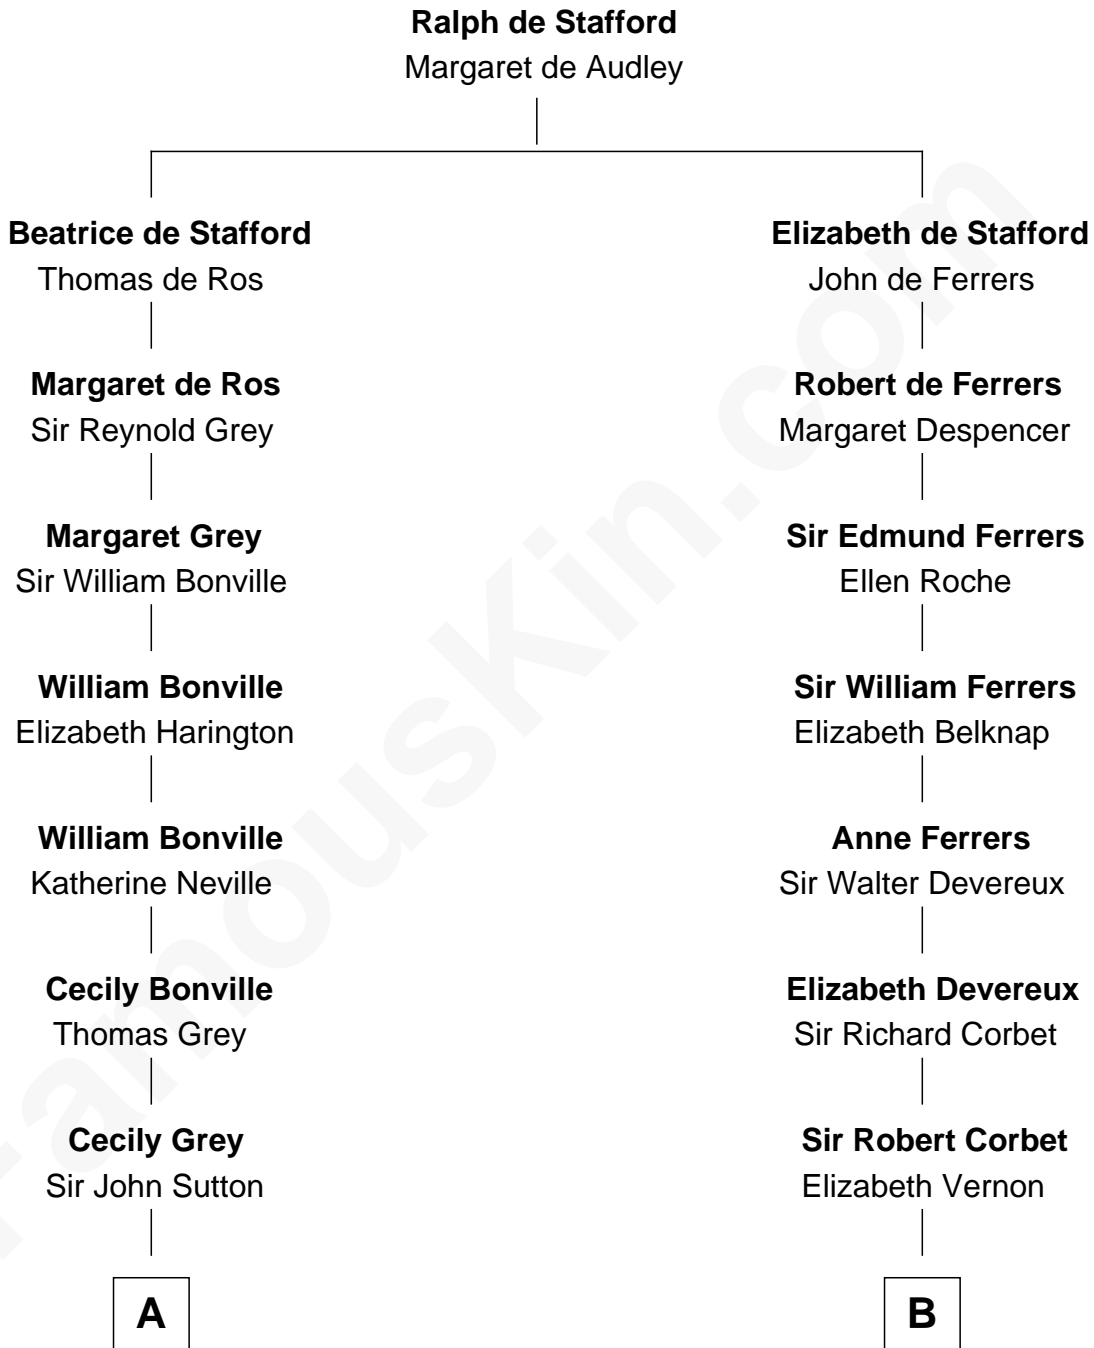 Ralph de Stafford
Margaret de Audley
Beatrice de Stafford
Thomas de Ros
Elizabeth de Stafford
John de Ferrers
Margaret de Ros
Sir Reynold Grey
Robert de Ferrers
Margaret Despencer
Margaret Grey
Sir William Bonville
Sir Edmund Ferrers
Ellen Roche
William Bonville
Elizabeth Harington
Sir William Ferrers
Elizabeth Belknap
William Bonville
Katherine Neville
Anne Ferrers
Sir Walter Devereux
Cecily Bonville
Thomas Grey
Elizabeth Devereux
Sir Richard Corbet
Cecily Grey
Sir John Sutton
Sir Robert Corbet
Elizabeth Vernon
A
B
FamousKin.com